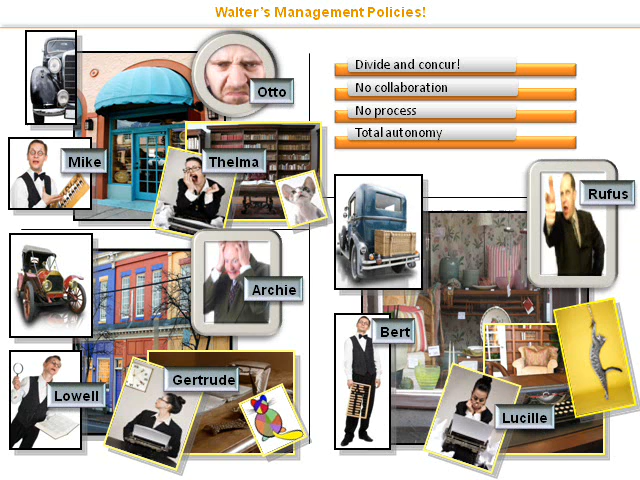 Walter's Management Policies!
Divide and concur!
No collaboration
No process
Total autonomy
Otto
Mike
Thelma
Rufus
Archie
Bert
Gertrude
Lowell
Lucille